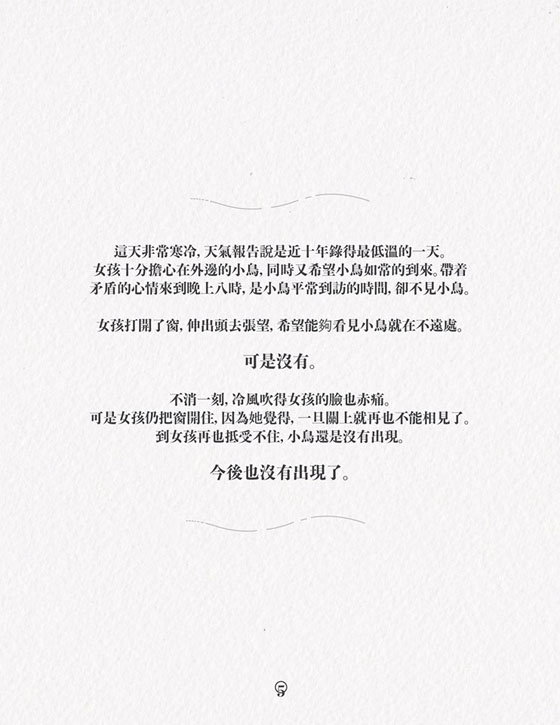 這天非常寒冷, 天氣報告說是近十年錄得最低溫的一天。
女孩十分擔心在外邊的小鳥, 同時又希望小鳥如常的到來。帶着
矛盾的心情來到晚上八時, 是小鳥平常到訪的時間, 卻不見小鳥。
女孩打開了窗, 伸出頭去張望, 希望能夠看見小鳥就在不遠處。
可是沒有。
不消一刻, 冷風吹得女孩的臉也赤痛。
可是女孩仍把窗開住, 因為她覺得, 一旦關上就再也不能相見了。
到女孩再也抵受不住, 小鳥還是沒有出現。
今後也沒有出現了。
5